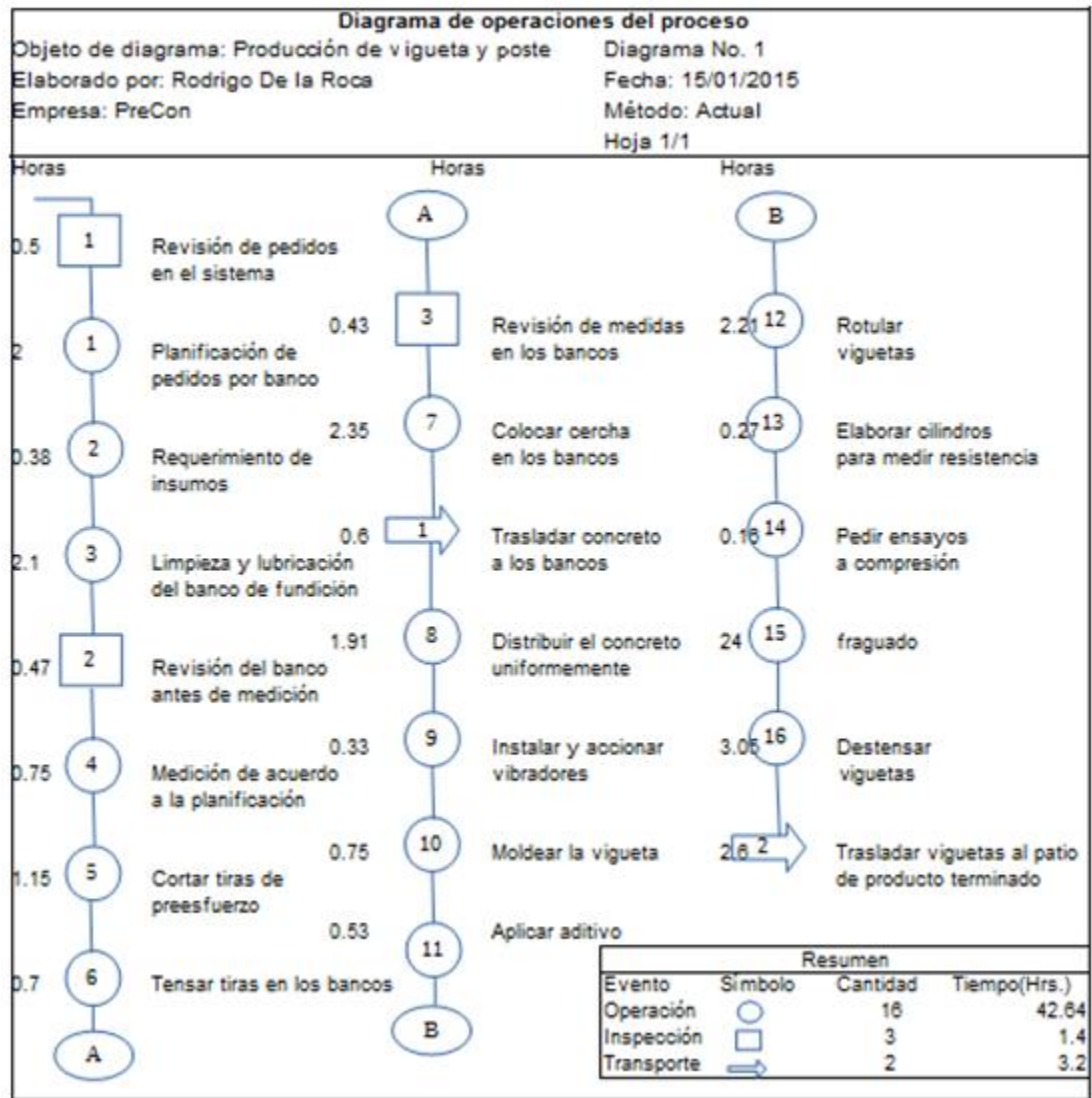 Diagrama de operaciones del proceso
Objeto de diagrama: Producción de vigueta y poste
Diagrama No. 1
Elaborado por: Rodrigo De la Roca
Fecha: 15/01/2015
Empresa: PreCon
Método: Actual
Hoja 1/1
Horas
0.5
1
Revisión de pedidos
en el sistema
2
1
Planificación de
pedidos por banco
0.38
2
Requerimiento de
insumos
2.1
3
Limpieza y lubricación
del banco de fundición
0.47
2
Revisión del banco
antes de medición
0.75
4
Medición de acuerdo
a la planificación
1.15
5
Cortar tiras de
preesfuerzo
0.7
6
Tensar tiras en los bancos
A
Horas
A
0.43
3
Revisión de medidas
en los bancos
2.35
7
Colocar cercha
en los bancos
0.6
1
Trasladar concreto
a los bancos
1.91
8
Distribuir el concreto
uniformemente
0.33
9
Instalar y accionar
vibradores
0.75
10
Moldear la vigueta
0.53
11
Aplicar aditivo
B
Horas
B
2.21
12
Rotular
viguetas
0.27
13
Elaborar cilindros
para medir resistencia
0.16
14
Pedir ensayos
a compresión
24
15
fraguado
3.05
16
Destensar
viguetas
2.6
2
Trasladar viguetas al patio
de producto terminado
Resumen
Evento Símbolo Cantidad Tiempo(Hrs.)
Operación 16 42.64
Inspección 3 1.4
Transporte 2 3.2